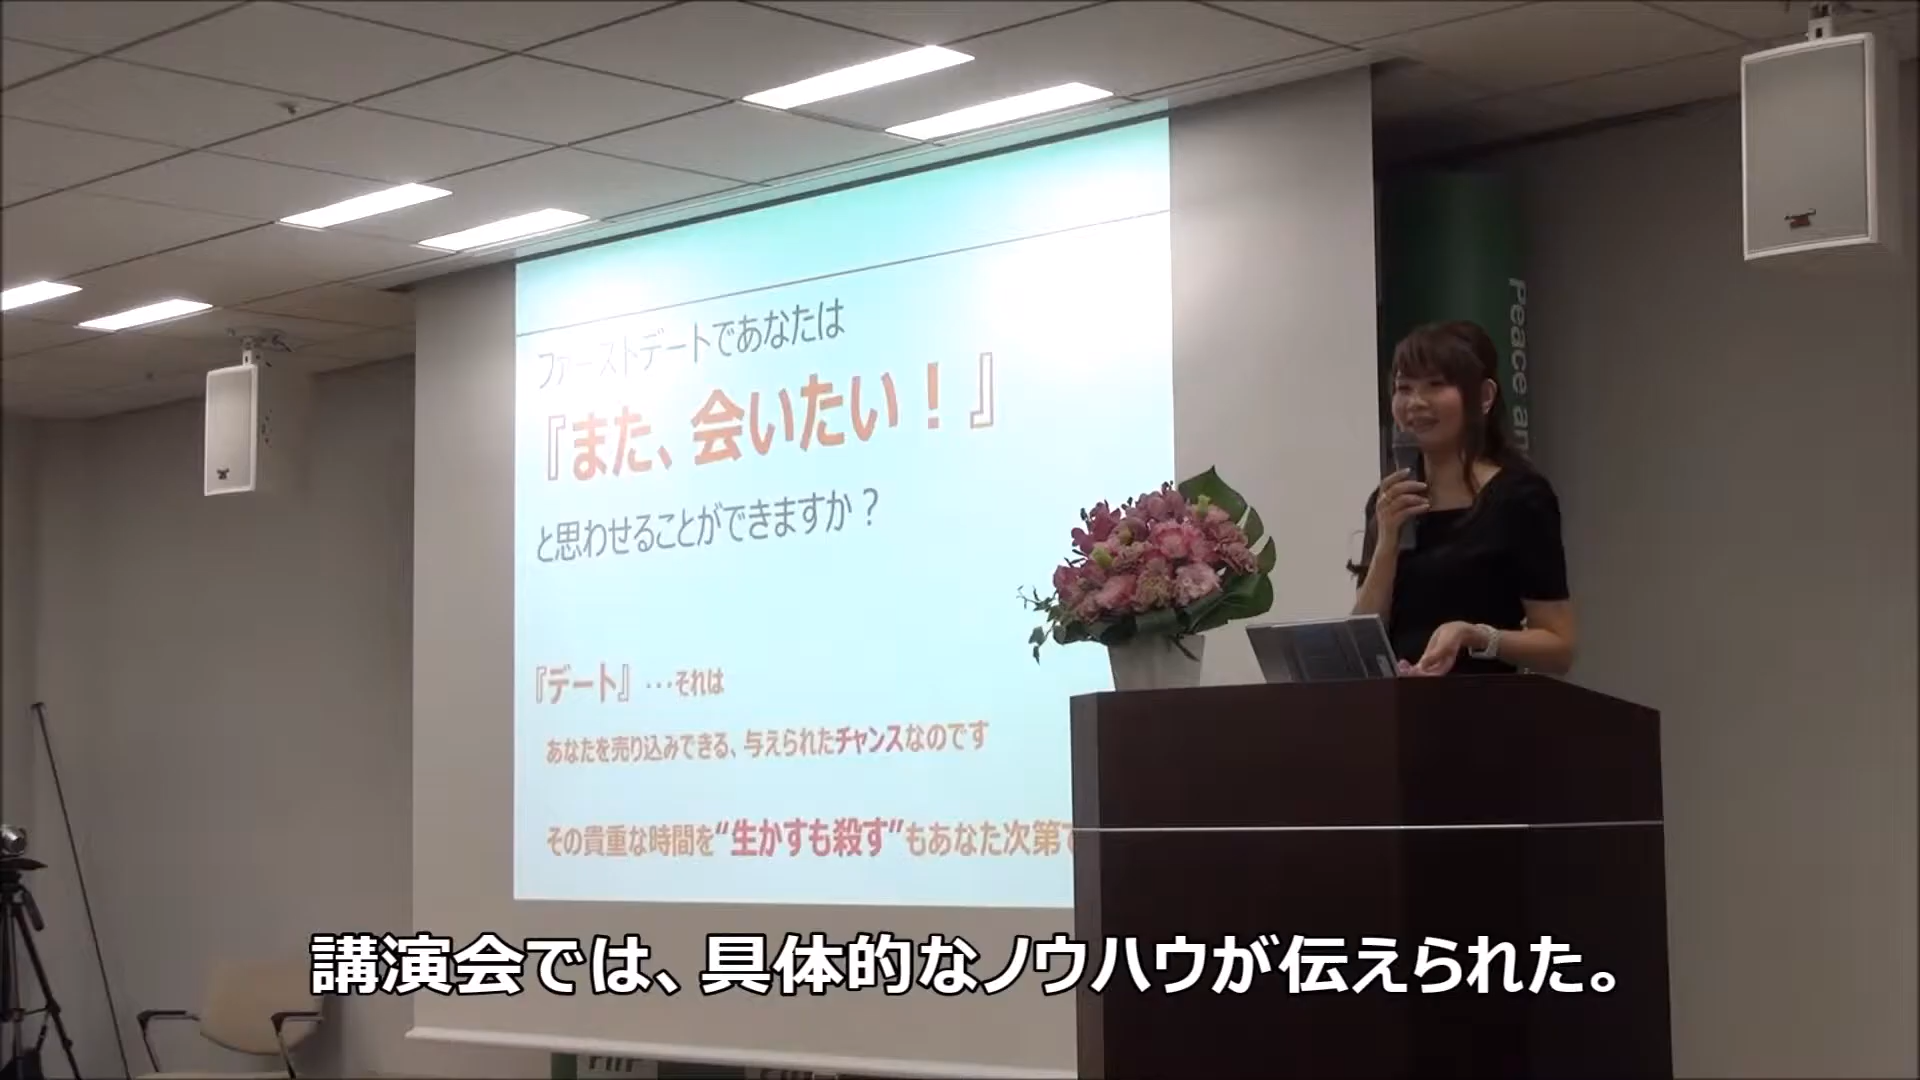 ファーストデートであなたは
『また、会いたい！』
と思わせることができますか？
『デート』…それは
あなたを売り込みできる、与えられたチャンスなのです
その貴重な時間を“生かすも殺す”もあなた次第で
Peace an
講演会では、具体的なノウハウが伝えられた。